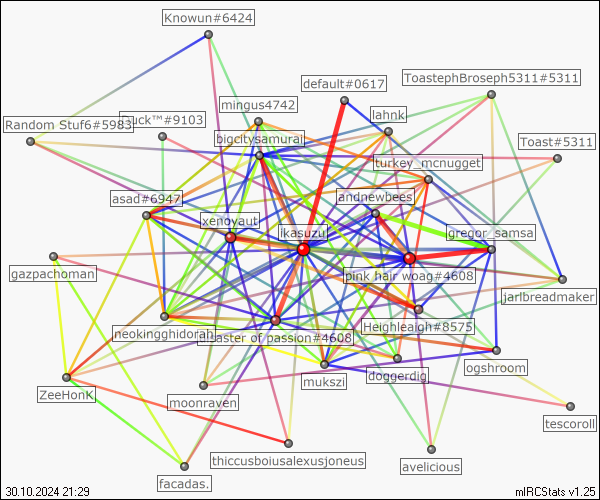 Knowun#6424
default#0617
ToastephBroseph5311#5311
mingus4742
lahnk
Random Stuf6#5983
uck™#9103
bigcitysamurai
Toast#5311
turkey_mcnugget
asad#6947
andnewbees
xenoyaut
ikasuzu
gregor_samsa
gazpachoman
pink hair woag#4608
jarlbreadmaker
neokingghidorah
Heighleagh#8575
a master of passion#4608
ZeeHonK
mukszi
doggerdig
ogshroom
moonraven
tescoroll
thiccusboiusalexusjoneus
avelicious
facadas.
30.10.2024 21:29
mIRCStats v1.25